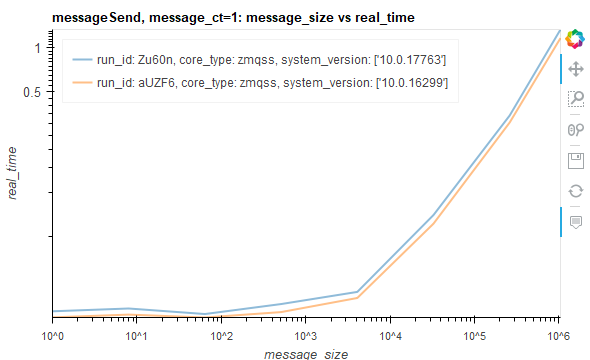 messageSend, message_ct=1: message_size vs real_time
run_id: Zu60n, core_type: zmqss, system_version: ['10.0.17763']
run_id: aUZF6, core_type: zmqss, system_version: ['10.0.16299']
1
0.5
real_time
10^0 10^1 10^2 10^3 10^4 10^5 10^6
message_size